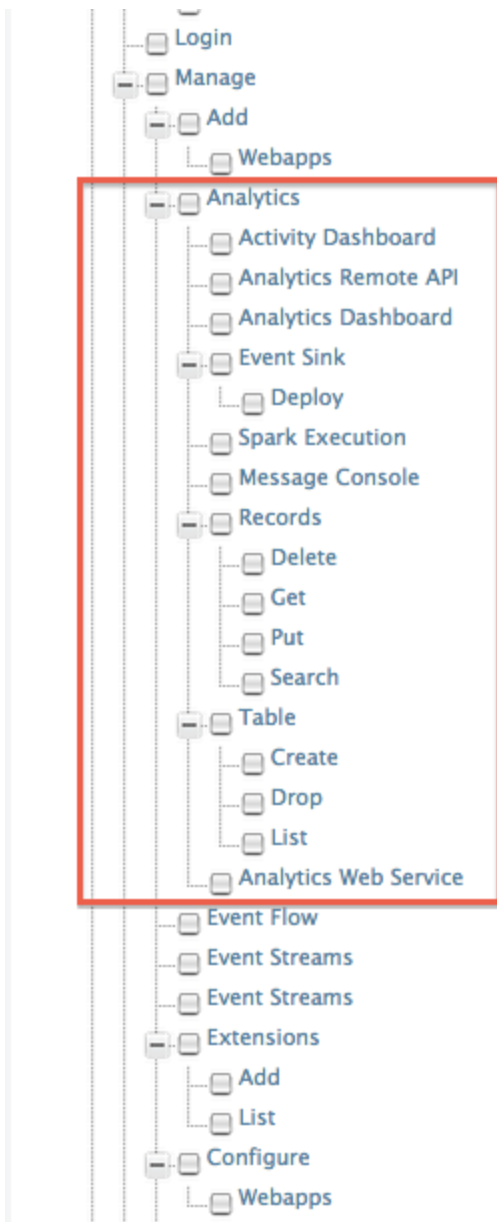 Login
Manage
Add
Webapps
Analytics
Activity Dashboard
Analytics Remote API
Analytics Dashboard
Event Sink
Deploy
Spark Execution
Message Console
Records
Delete
Get
Put
Search
Table
Create
Drop
List
Analytics Web Service
Event Flow
Event Streams
Event Streams
Extensions
Add
List
Configure
Webapps